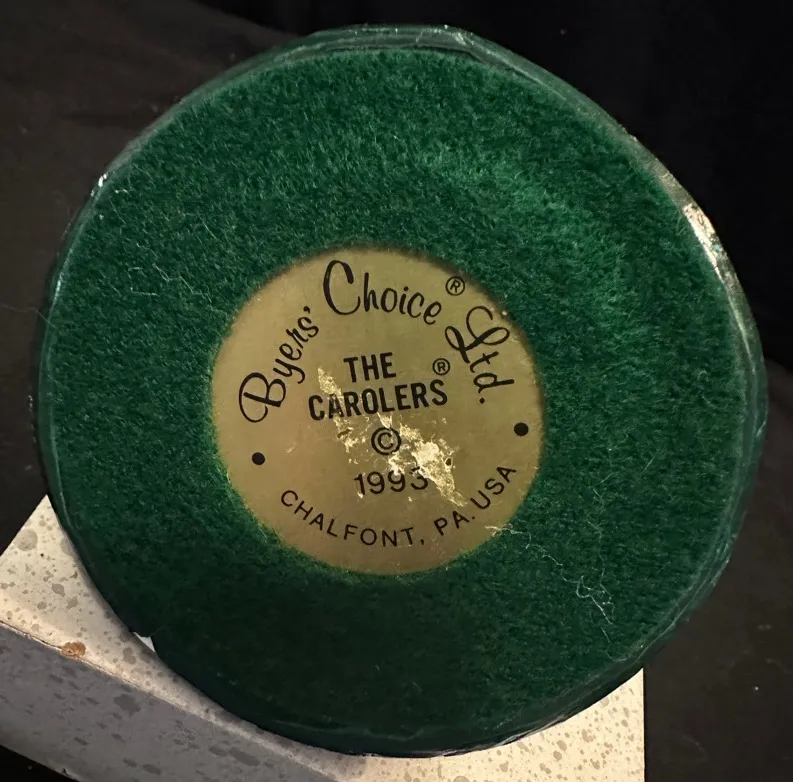 Byers' Choice® Ltd.
THE
CAROLERS®
©
1993
CHALFONT, PA. USA